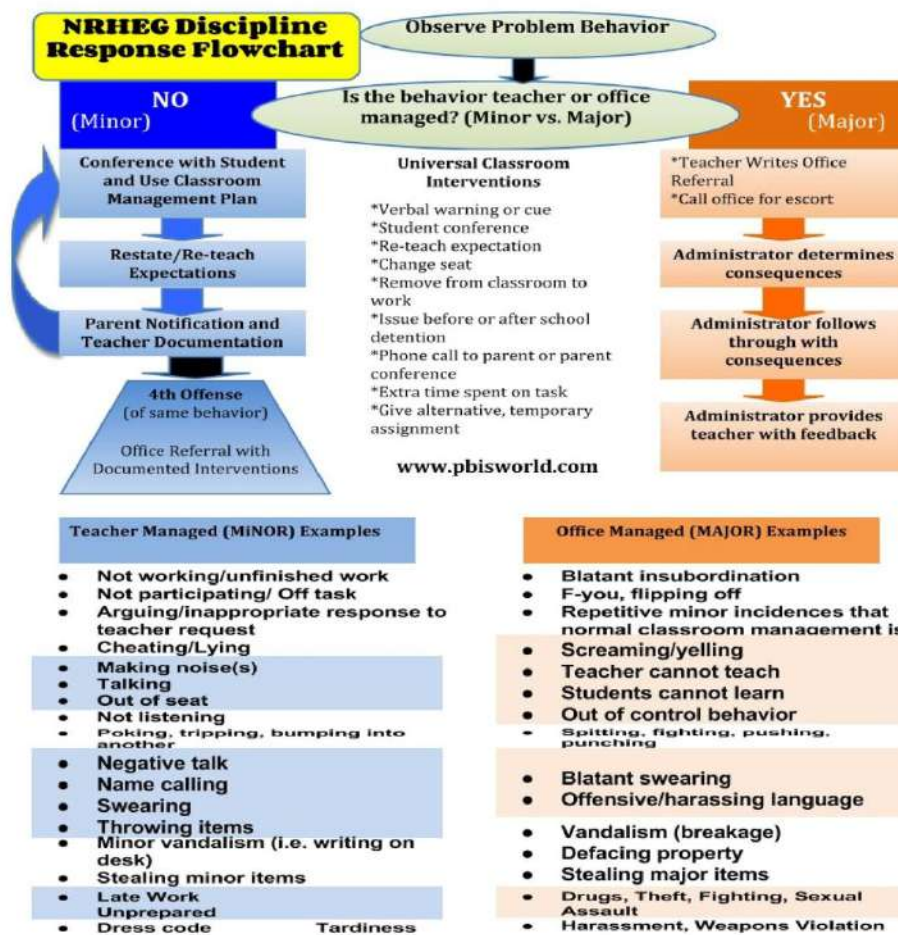 NRHEG Discipline
Response Flowchart
Observe Problem Behavior
Is the behavior teacher or office
managed? (Minor vs. Major)
NO
(Minor)
Conference with Student
and Use Classroom
Management Plan
Restate/Re-teach
Expectations
Parent Notification and
Teacher Documentation
4th Offense
(of same behavior)
Office Referral with
Documented Interventions
Universal Classroom
Interventions
*Verbal warning or cue
*Student conference
*Re-teach expectation
*Change seat
*Remove from classroom to
work
*Issue before or after school
detention
*Phone call to parent or parent
conference
*Extra time spent on task
*Give alternative, temporary
assignment
www.pbisworld.com
YES
(Major)
*Teacher Writes Office
Referral
*Call office for escort
Administrator determines
consequences
Administrator follows
through with
consequences
Administrator provides
teacher with feedback
Teacher Managed (MiNOR) Examples
• Not working/unfinished work
• Not participating/ Off task
• Arguing/inappropriate response to
teacher request
• Cheating/Lying
• Making noise(s)
• Talking
• Out of seat
• Not listening
• Poking, tripping, bumping into
another
• Negative talk
• Name calling
• Swearing
• Throwing items
• Minor vandalism (i.e. writing on
desk)
• Stealing minor items
• Late Work
Unprepared
• Dress code Tardiness
Office Managed (MAJOR) Examples
• Blatant insubordination
• F-you, flipping off
• Repetitive minor incidences that
normal classroom management is
• Screaming/yelling
• Teacher cannot teach
• Students cannot learn
• Out of control behavior
• Spitting, fighting, pushing,
punching
• Blatant swearing
• Offensive/harassing language
• Vandalism (breakage)
• Defacing property
• Stealing major items
• Drugs, Theft, Fighting, Sexual
Assault
• Harassment, Weapons Violation